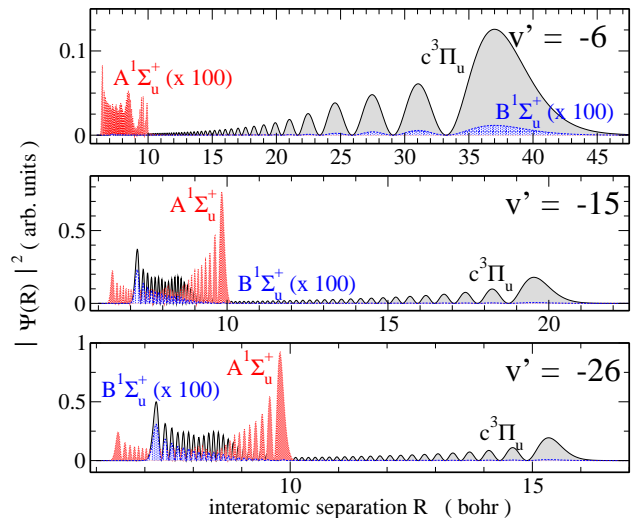 v' = -6
c³Πᵤ
0.1
A¹Σᵤ⁺ (x 100)
B¹Σᵤ⁺ (x 100)
0
10 15 20 25 30 35 40 45
v' = -15
A¹Σᵤ⁺
0.5
B¹Σᵤ⁺ (x 100)
c³Πᵤ
0
10 15 20
v' = -26
1
A¹Σᵤ⁺
B¹Σᵤ⁺ (x 100)
0.5
c³Πᵤ
0
10 15
| Ψ(R) |² ( arb. units )
interatomic separation R ( bohr )